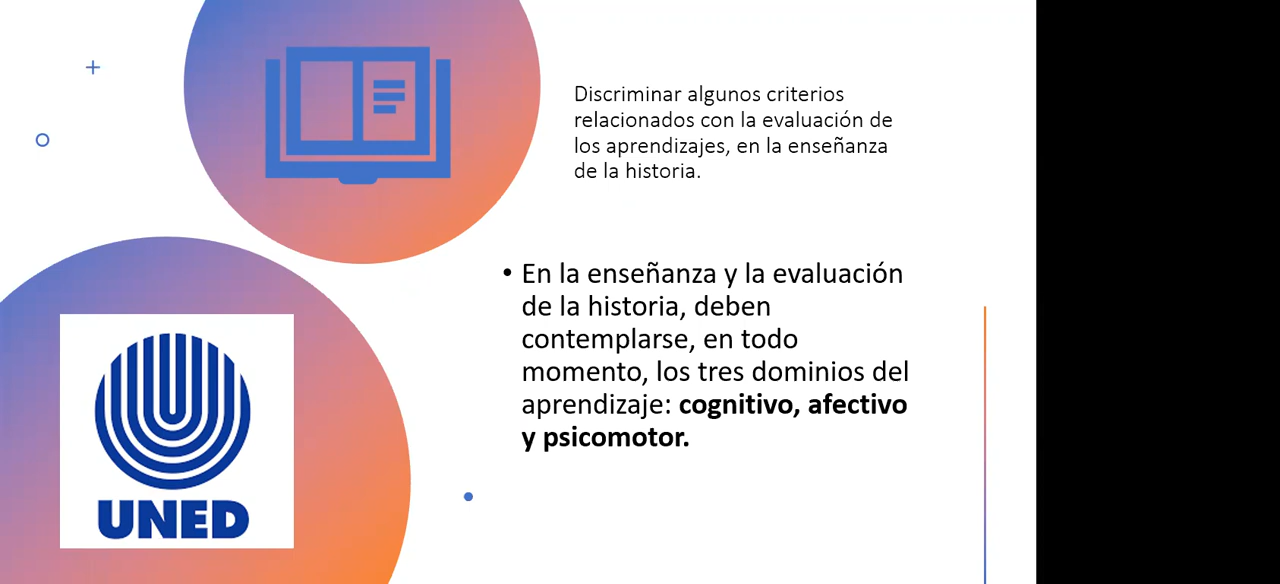 Discriminar algunos criterios
relacionados con la evaluación de
los aprendizajes, en la enseñanza
de la historia.
• En la enseñanza y la evaluación
de la historia, deben
contemplarse, en todo
momento, los tres dominios del
aprendizaje: cognitivo, afectivo
y psicomotor.
UNED